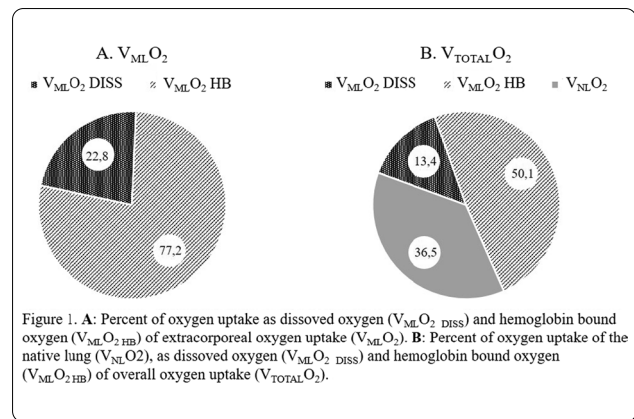 A. VMLO2
B. VTOTALO2
VMLO2 DISS
VMLO2 HB
VMLO2 DISS
VMLO2 HB
VNLO2
22,8
77,2
13,4
50,1
36,5
Figure 1. A: Percent of oxygen uptake as dissoved oxygen (VMLO2 DISS) and hemoglobin bound
oxygen (VMLO2 HB) of extracorporeal oxygen uptake (VMLO2). B: Percent of oxygen uptake of the
native lung (VNLO2), as dissoved oxygen (VMLO2 DISS) and hemoglobin bound oxygen
(VMLO2 HB) of overall oxygen uptake (VTOTALO2).